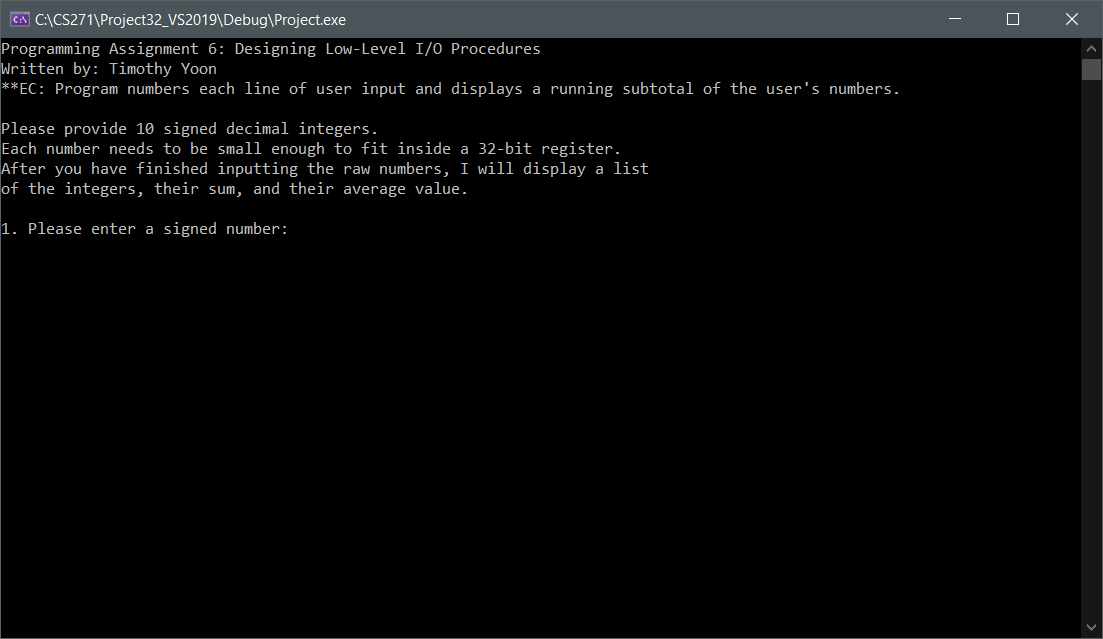 C:\CS271\Project32_VS2019\Debug\Project.exe
Programming Assignment 6: Designing Low-Level I/O Procedures
Written by: Timothy Yoon
**EC: Program numbers each line of user input and displays a running subtotal of the user's numbers.
Please provide 10 signed decimal integers.
Each number needs to be small enough to fit inside a 32-bit register.
After you have finished inputting the raw numbers, I will display a list
of the integers, their sum, and their average value.
1. Please enter a signed number: